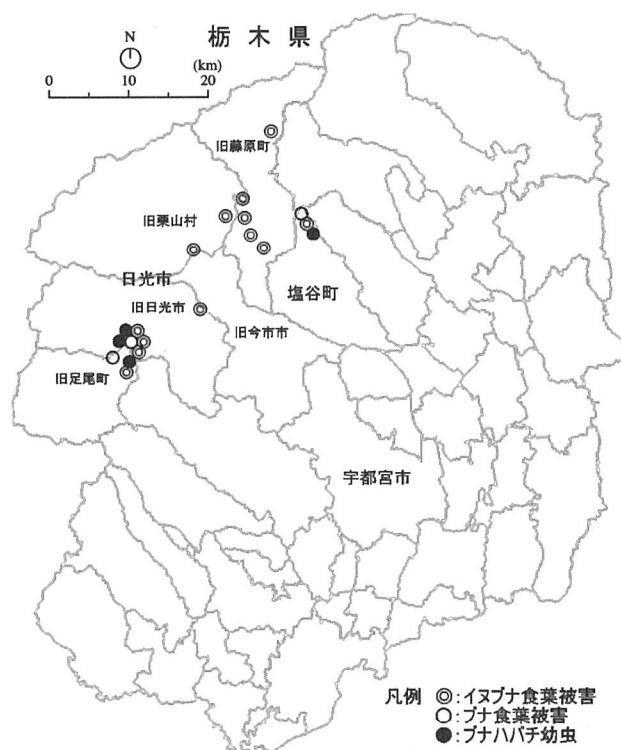 栃木県
N
(km)
0 10 20
旧藤原町
旧栗山村
日光市
塩谷町
旧日光市
旧今市市
旧足尾町
宇都宮市
凡例 ◎:イヌブナ食葉被害
○:ブナ食葉被害
●:ブナハバチ幼虫